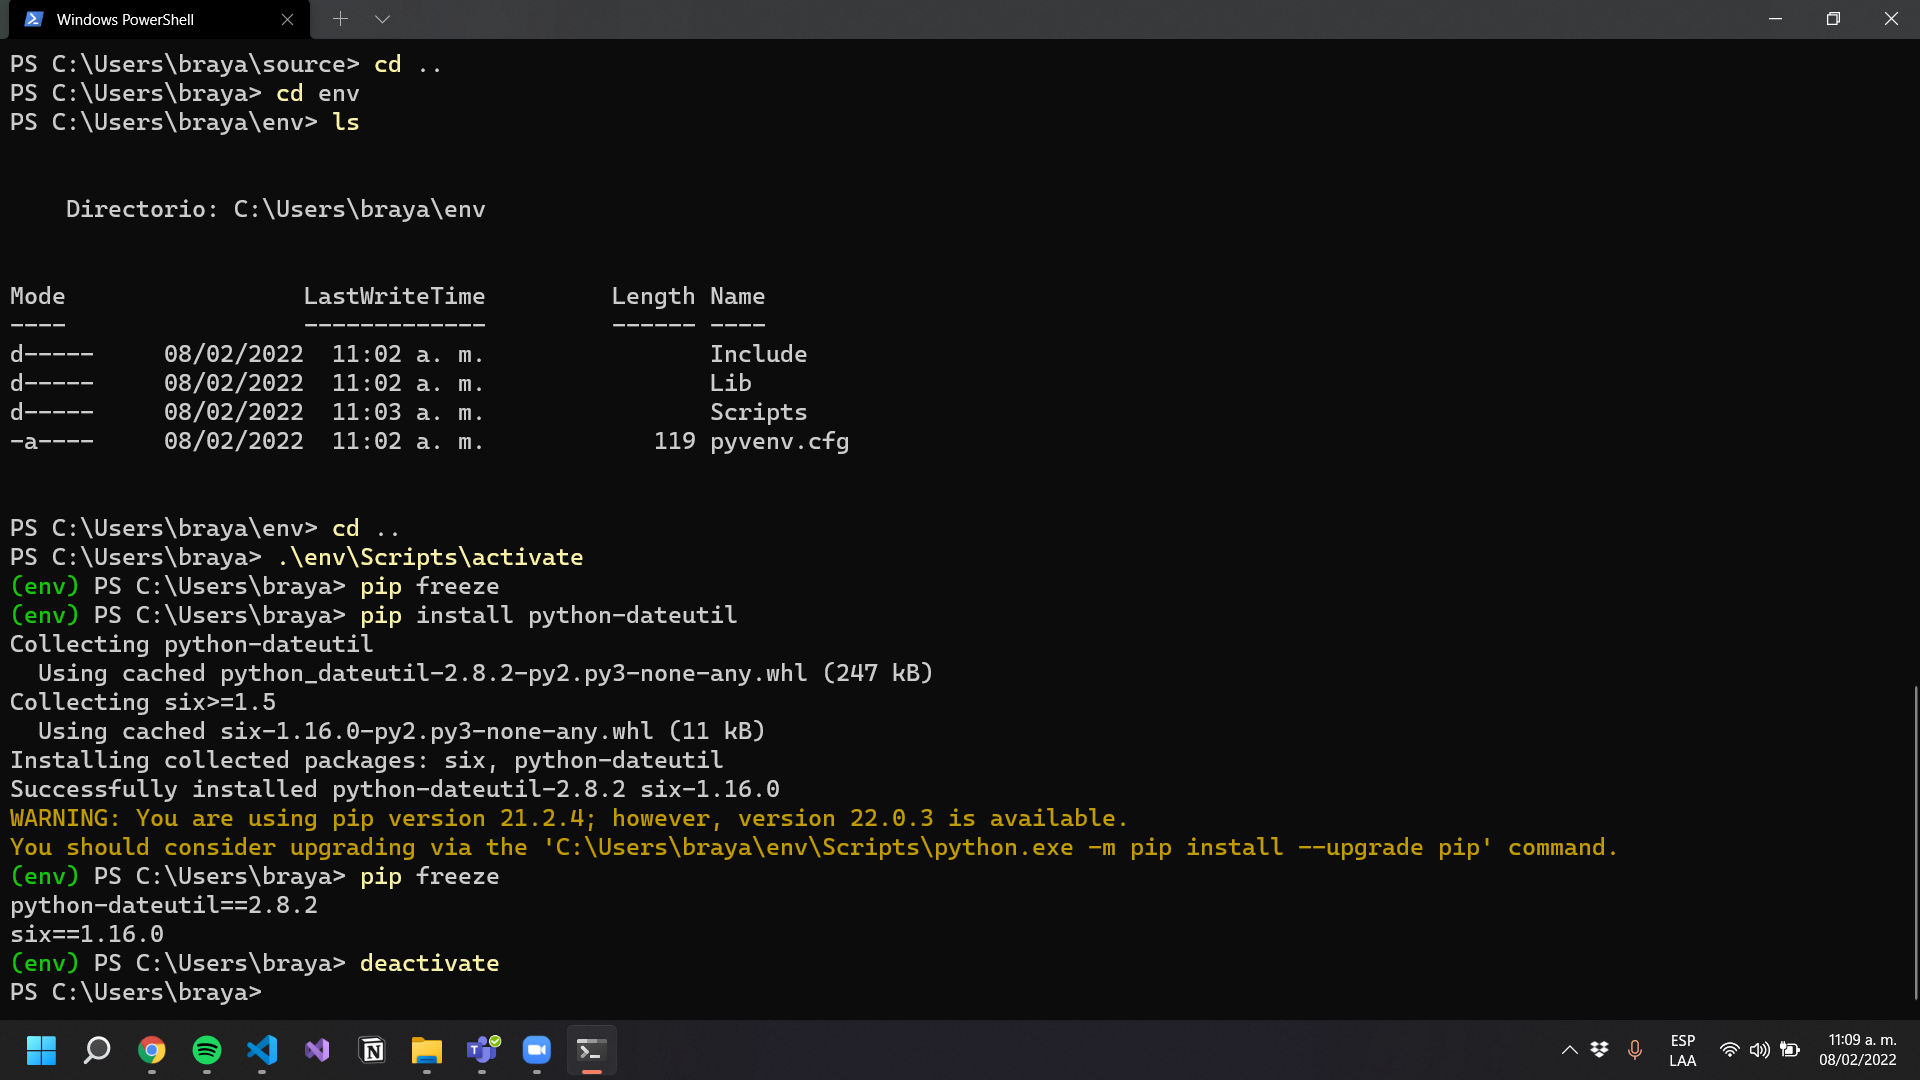 Windows PowerShell
PS C:\Users\braya\source> cd ..
PS C:\Users\braya> cd env
PS C:\Users\braya\env> ls
Directorio: C:\Users\braya\env
Mode LastWriteTime Length Name
---- ------------- ------ ----
d----- 08/02/2022 11:02 a. m. Include
d----- 08/02/2022 11:02 a. m. Lib
d----- 08/02/2022 11:03 a. m. Scripts
-a---- 08/02/2022 11:02 a. m. 119 pyvenv.cfg
PS C:\Users\braya\env> cd ..
PS C:\Users\braya> .\env\Scripts\activate
(env) PS C:\Users\braya> pip freeze
(env) PS C:\Users\braya> pip install python-dateutil
Collecting python-dateutil
Using cached python_dateutil-2.8.2-py2.py3-none-any.whl (247 kB)
Collecting six>=1.5
Using cached six-1.16.0-py2.py3-none-any.whl (11 kB)
Installing collected packages: six, python-dateutil
Successfully installed python-dateutil-2.8.2 six-1.16.0
WARNING: You are using pip version 21.2.4; however, version 22.0.3 is available.
You should consider upgrading via the 'C:\Users\braya\env\Scripts\python.exe -m pip install --upgrade pip' command.
(env) PS C:\Users\braya> pip freeze
python-dateutil==2.8.2
six==1.16.0
(env) PS C:\Users\braya> deactivate
PS C:\Users\braya>
ESP
LAA
11:09 a. m.
08/02/2022